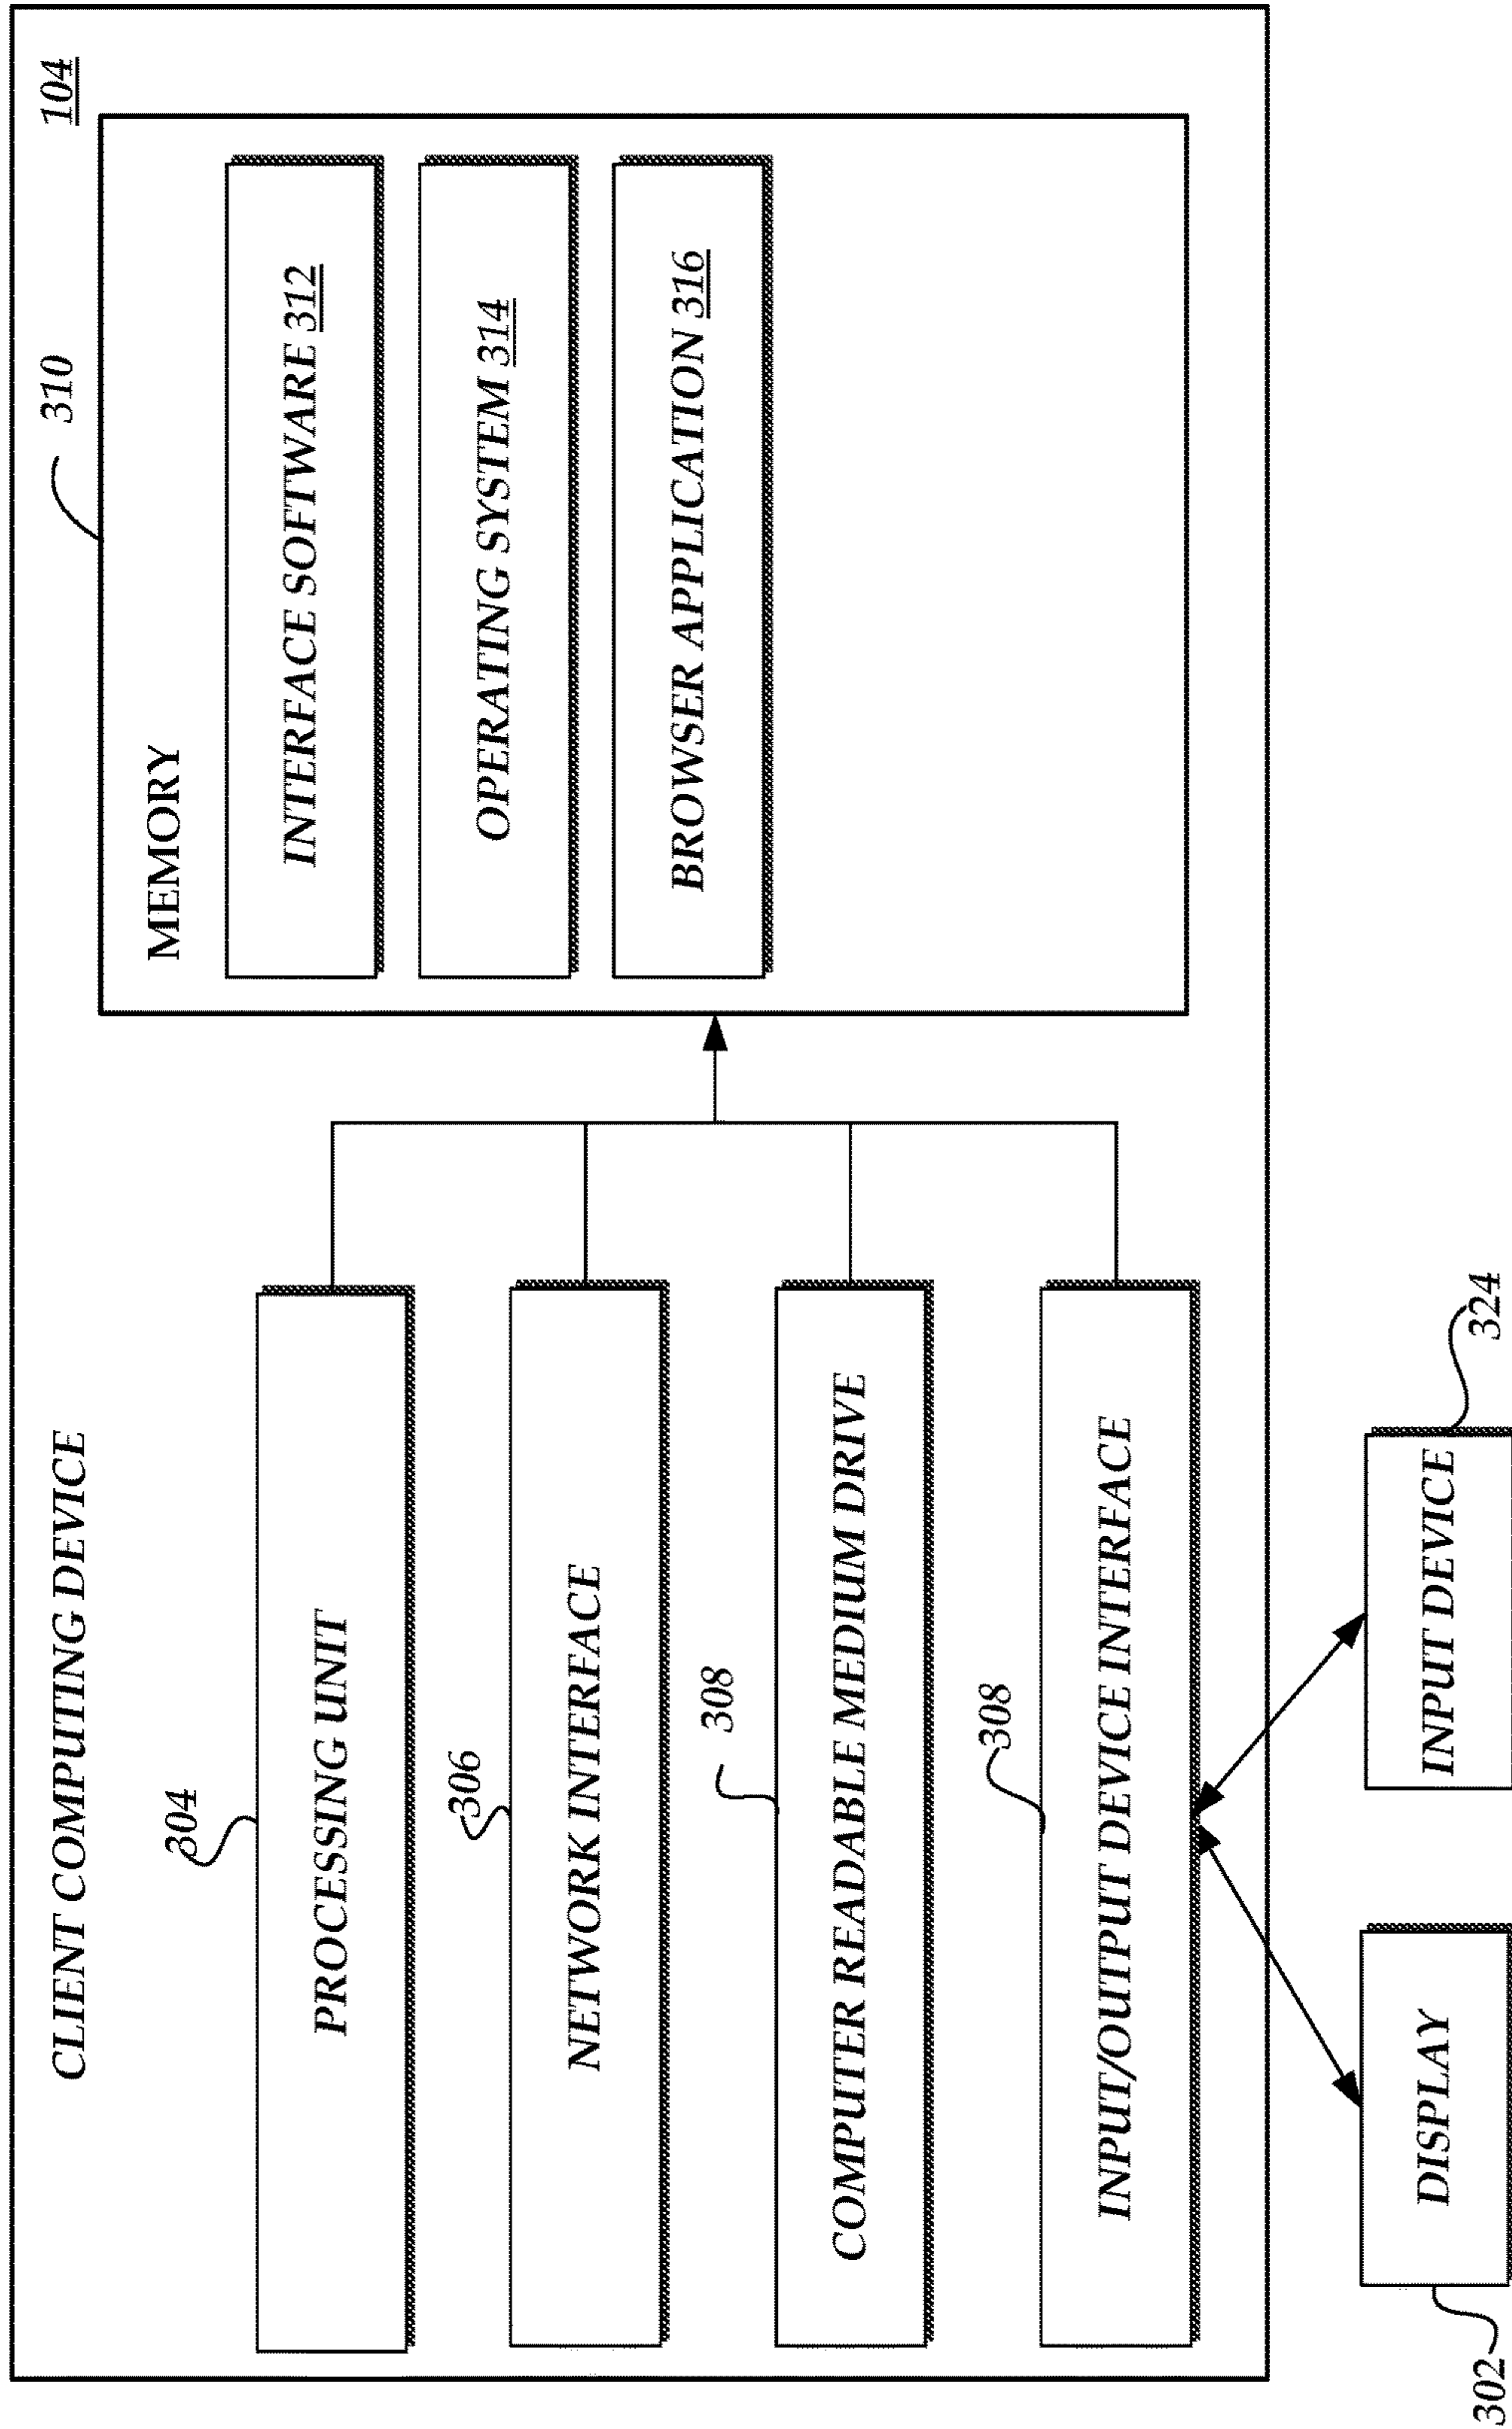 CLIENT COMPUTING DEVICE
104
304
PROCESSING UNIT
306
NETWORK INTERFACE
308
COMPUTER READABLE MEDIUM DRIVE
308
INPUT/OUTPUT DEVICE INTERFACE
310
MEMORY
INTERFACE SOFTWARE 312
OPERATING SYSTEM 314
BROWSER APPLICATION 316
302
DISPLAY
INPUT DEVICE
324